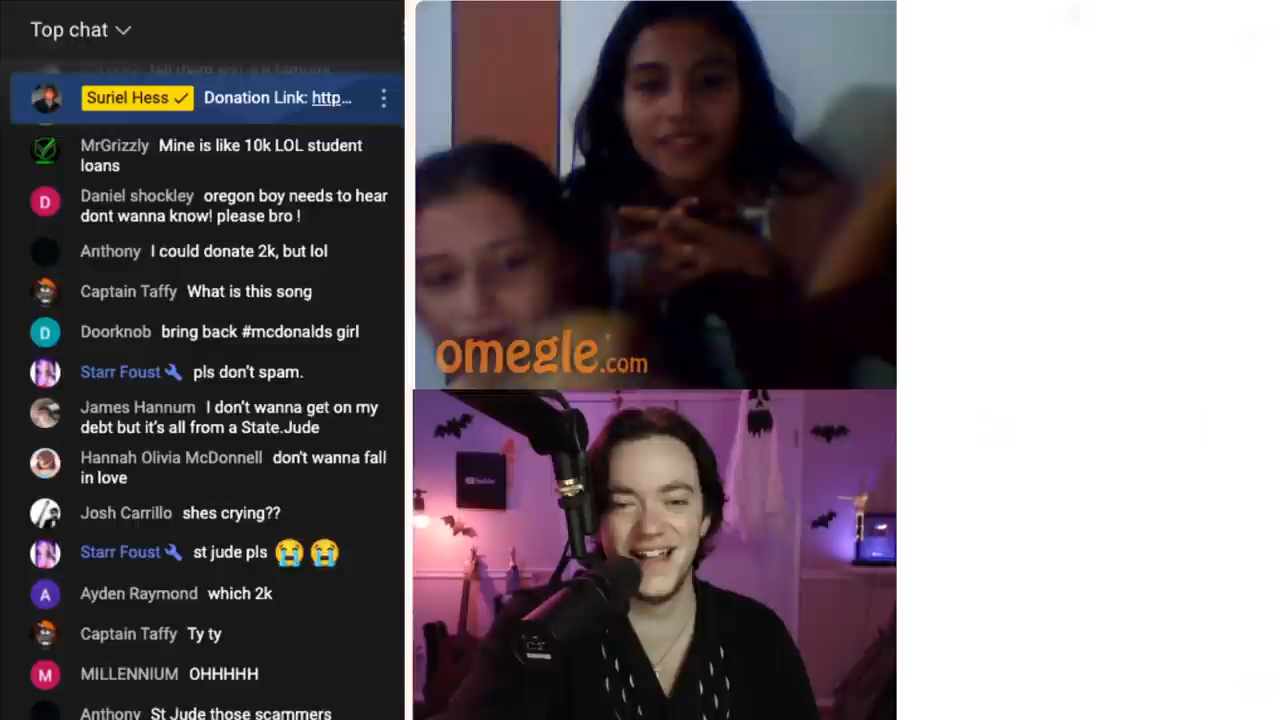 Top chat
Suriel Hess Donation Link: http...
MrGrizzly Mine is like 10k LOL student
loans
D Daniel shockley oregon boy needs to hear
dont wanna know! please bro !
Anthony I could donate 2k, but lol
Captain Taffy What is this song
D Doorknob bring back #mcdonalds girl
Starr Foust pls don't spam.
James Hannum I don't wanna get on my
debt but it's all from a State.Jude
Hannah Olivia McDonnell don't wanna fall
in love
Josh Carrillo shes crying??
Starr Foust st jude pls 😭 😭
A Ayden Raymond which 2k
Captain Taffy Ty ty
M MILLENNIUM OHHHHH
Anthony St Jude those scammers
omegle.com